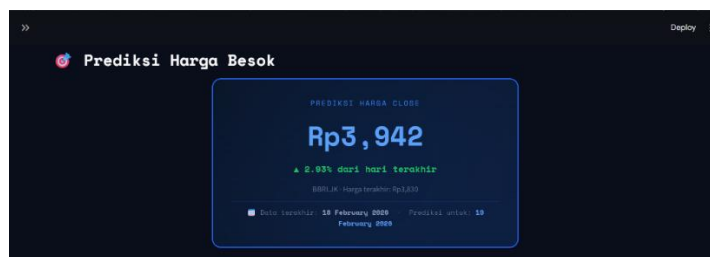 Deploy
Prediksi Harga Besok
PREDIKSI HARGA CLOSE
Rp3,942
▲ 2.93% dari hari terakhir
BBRI.JK · Harga terakhir: Rp3,830
Data terakhir: 18 February 2026 Prediksi untuk: 19
February 2026